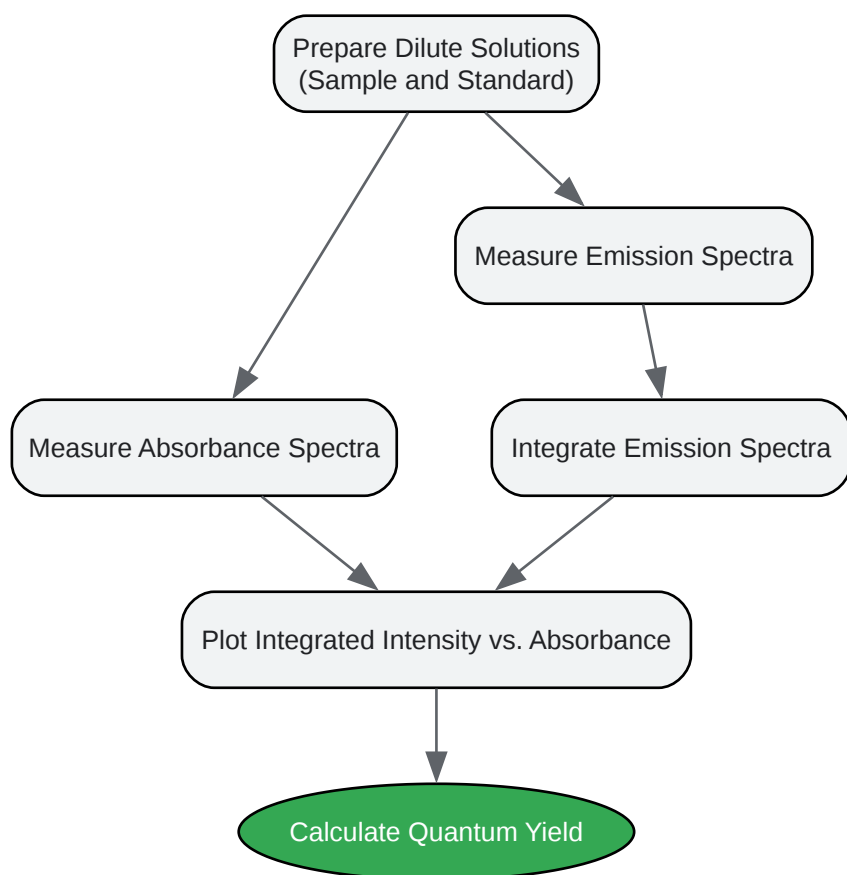 Prepare Dilute Solutions
(Sample and Standard)
Measure Emission Spectra
Measure Absorbance Spectra
Integrate Emission Spectra
Plot Integrated Intensity vs. Absorbance
Calculate Quantum Yield